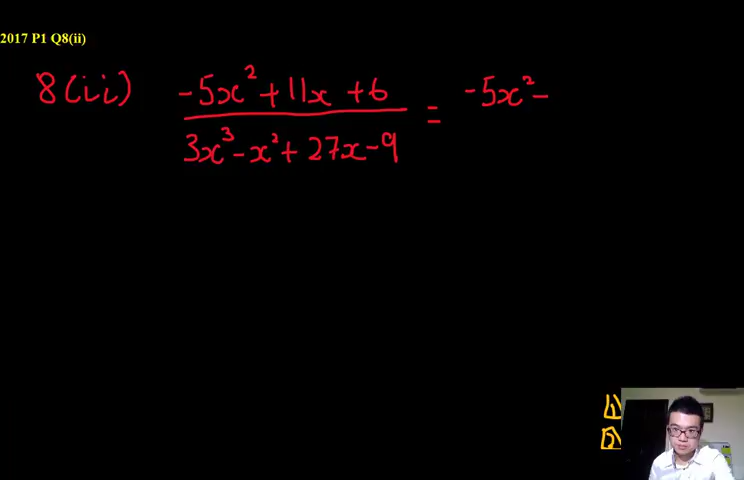 2017 P1 Q8(ii)
8(ii) (-5x²+11x+6)/(3x³-x²+27x-9) = -5x²-